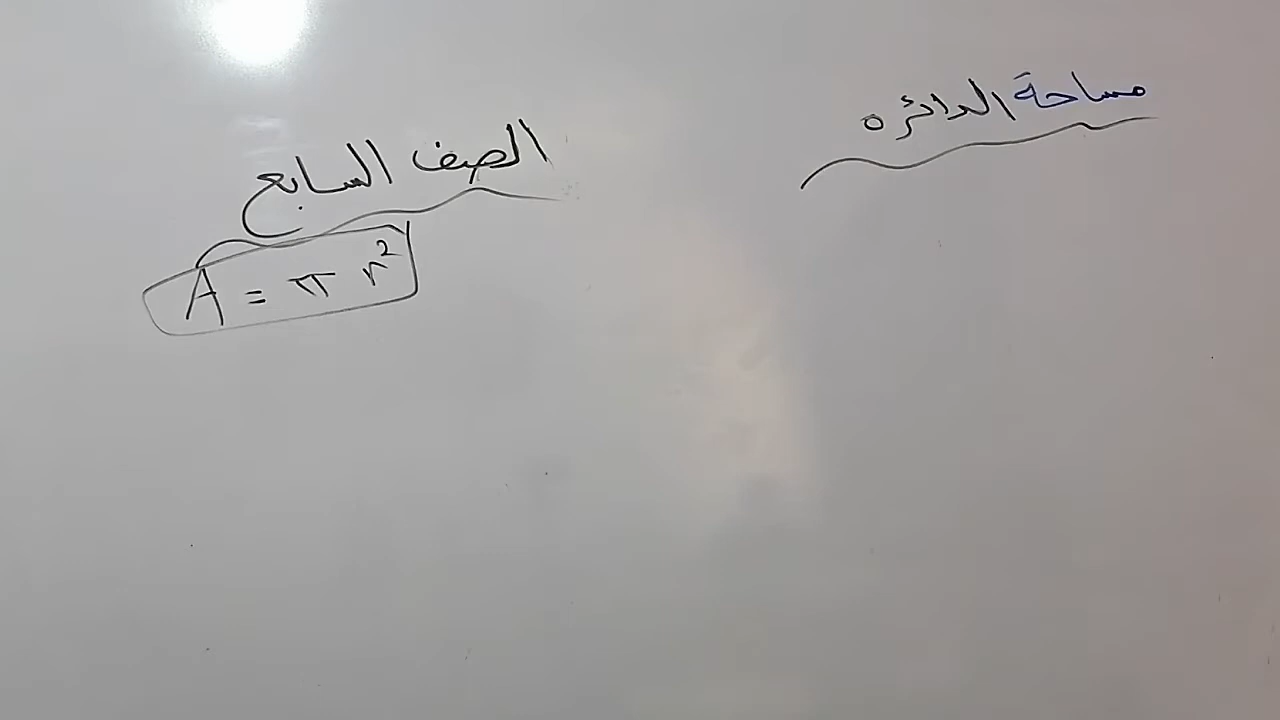 مساحة الدائره
الصف السابع
A = π r²